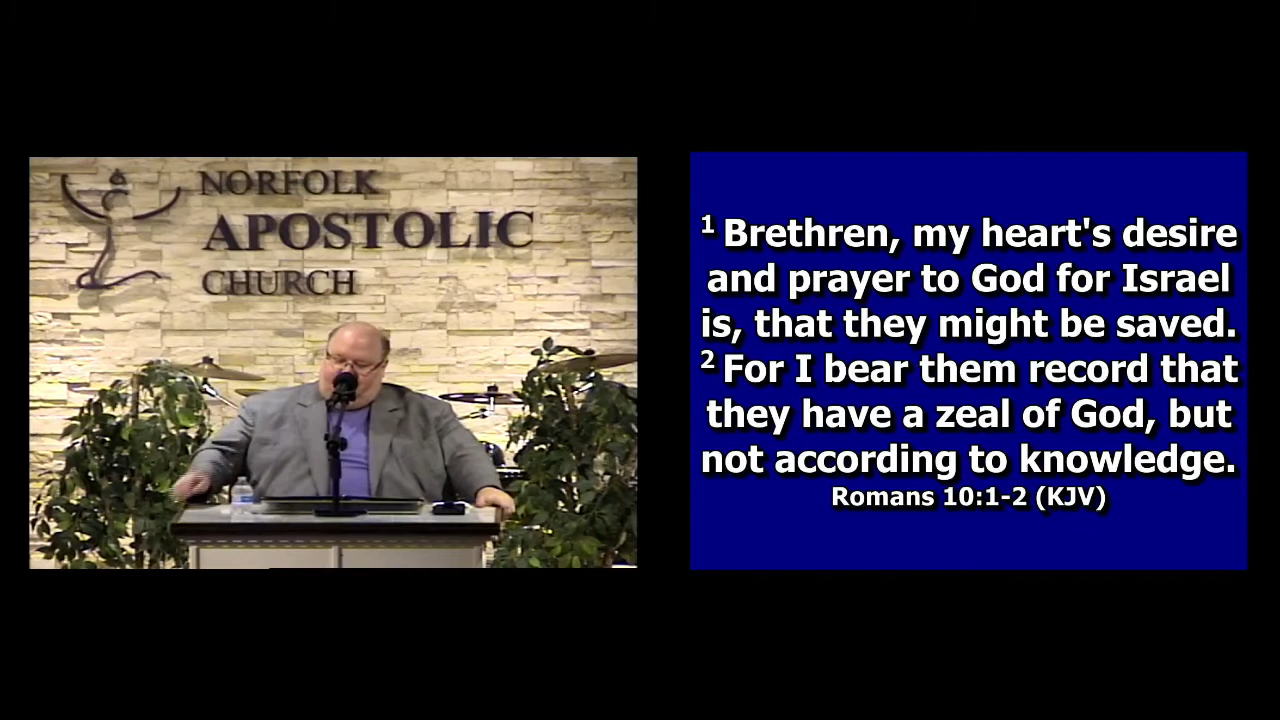 NORFOLK
APOSTOLIC
CHURCH
1 Brethren, my heart's desire
and prayer to God for Israel
is, that they might be saved.
2 For I bear them record that
they have a zeal of God, but
not according to knowledge.
Romans 10:1-2 (KJV)